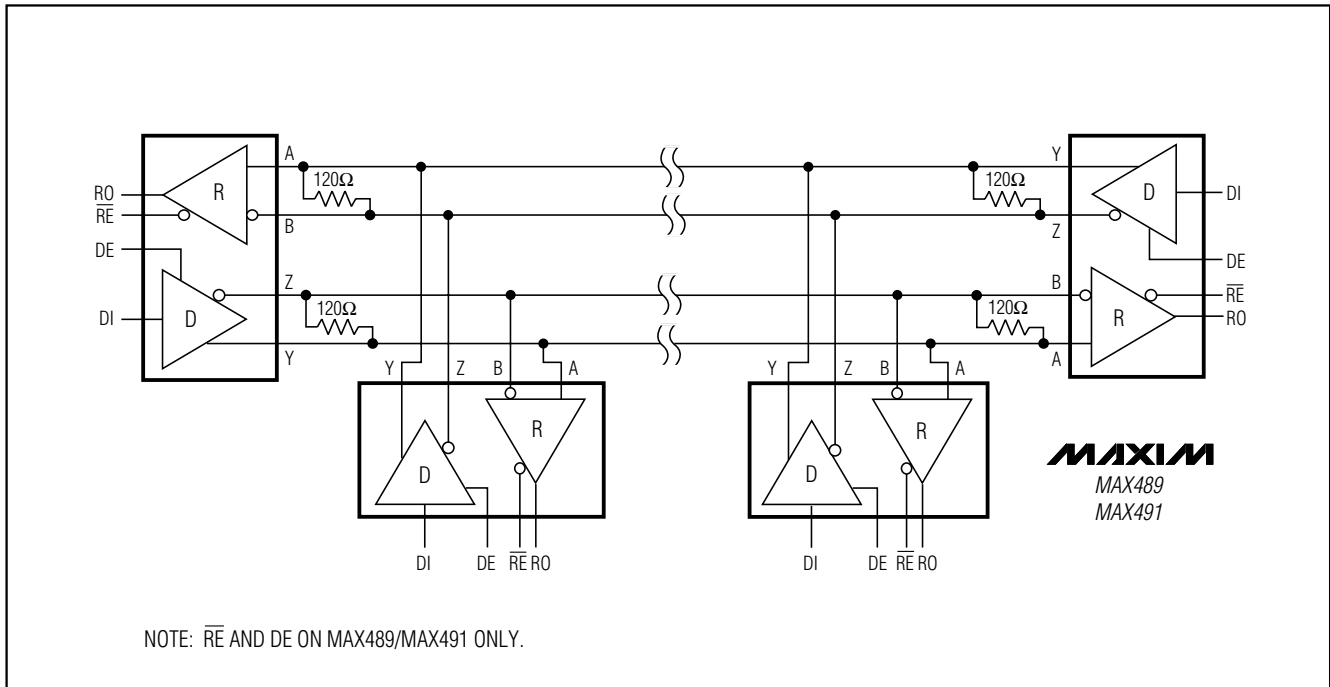 A Y
120Ω 120Ω
RO R D DI
RE
B Z
DE DE
Z B
RE
120Ω 120Ω
DI D R RO
Y A
Y Z B A Y Z B A
R R
D D
MAXIM
MAX489
MAX491
DI DE RE RO DI DE RE RO
NOTE: RE AND DE ON MAX489/MAX491 ONLY.